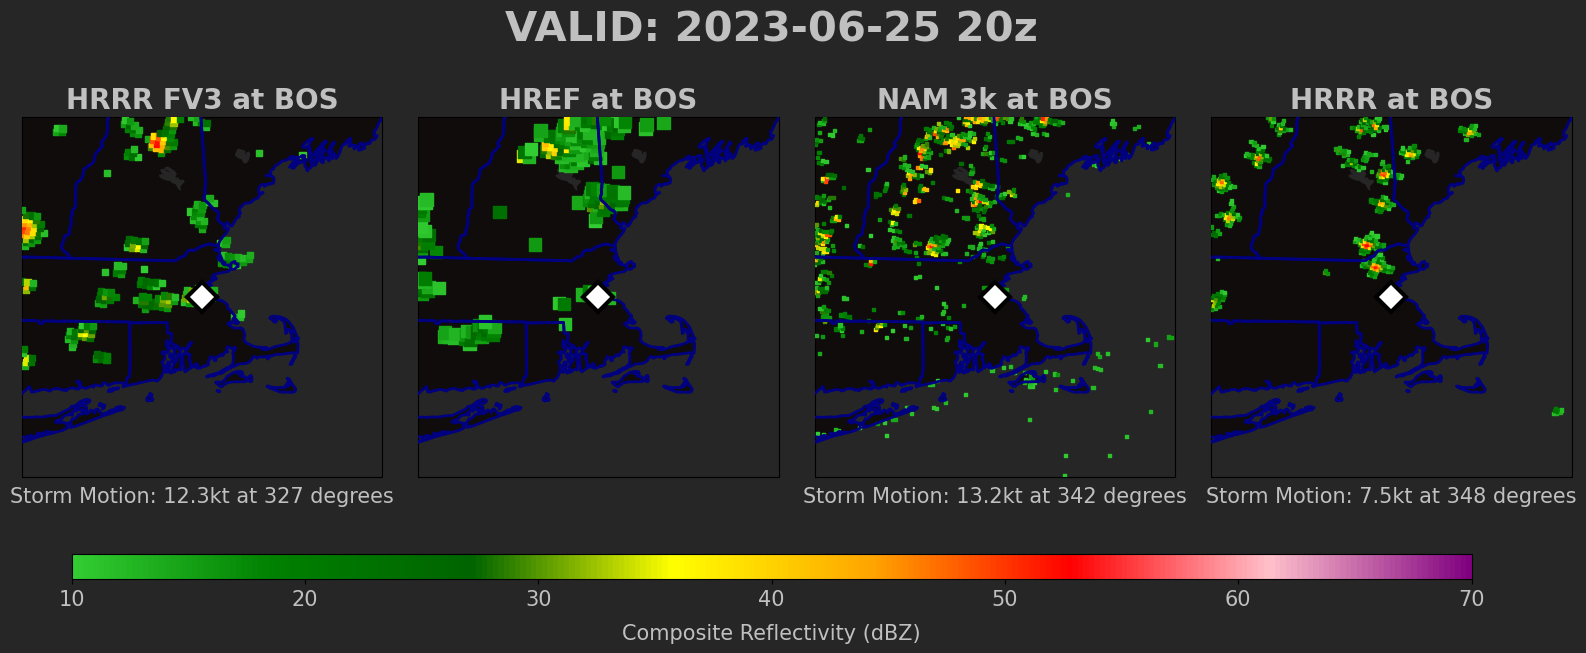 VALID: 2023-06-25 20z
HRRR FV3 at BOS
HREF at BOS
NAM 3k at BOS
HRRR at BOS
Storm Motion: 12.3kt at 327 degrees
Storm Motion: 13.2kt at 342 degrees
Storm Motion: 7.5kt at 348 degrees
10 20 30 40 50 60 70
Composite Reflectivity (dBZ)